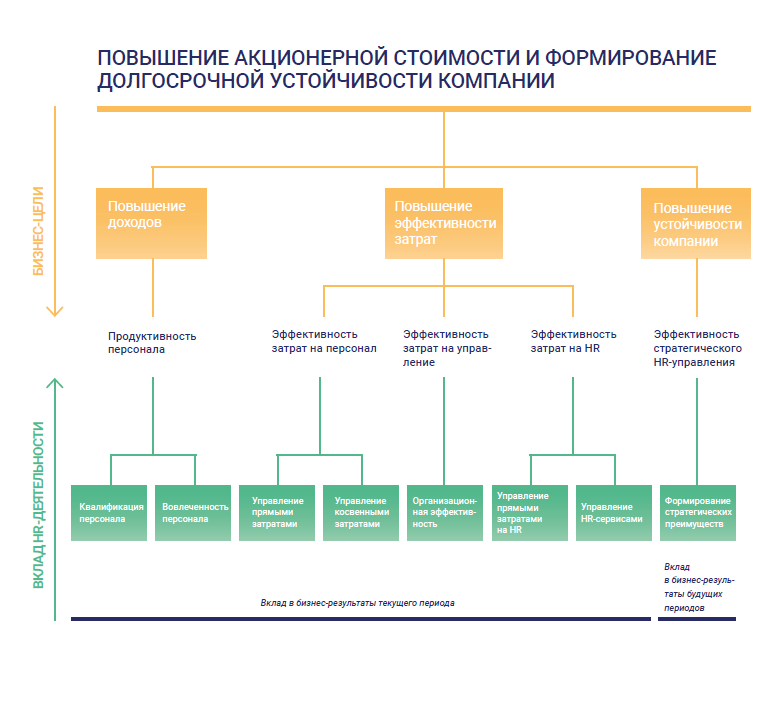 ПОВЫШЕНИЕ АКЦИОНЕРНОЙ СТОИМОСТИ И ФОРМИРОВАНИЕ
ДОЛГОСРОЧНОЙ УСТОЙЧИВОСТИ КОМПАНИИ
БИЗНЕС-ЦЕЛИ
Повышение
доходов
Повышение
эффективности
затрат
Повышение
устойчивости
компании
Продуктивность
персонала
Эффективность
затрат на персонал
Эффективность
затрат на управ-
ление
Эффективность
затрат на HR
Эффективность
стратегического
HR-управления
ВКЛАД HR-ДЕЯТЕЛЬНОСТИ
Квалификация
персонала
Вовлеченность
персонала
Управление
прямыми
затратами
Управление
косвенными
затратами
Организацион-
ная эффектив-
ность
Управление
прямыми
затратами
на HR
Управление
HR-сервисами
Формирование
стратегических
преимуществ
Вклад в бизнес-результаты текущего периода
Вклад
в бизнес-резуль-
таты будущих
периодов